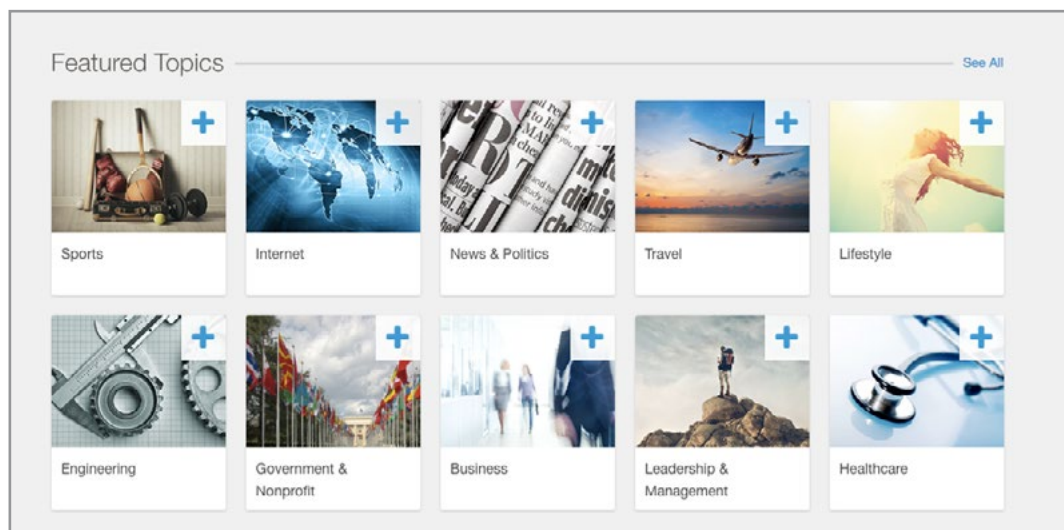 Featured Topics
See All
Sports
Internet
News & Politics
Travel
Lifestyle
Engineering
Government &
Nonprofit
Business
Leadership &
Management
Healthcare